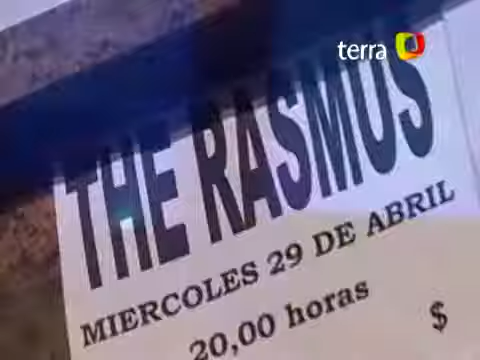 terra
THE RASMUS
MIERCOLES 29 DE ABRIL
20,00 horas
$